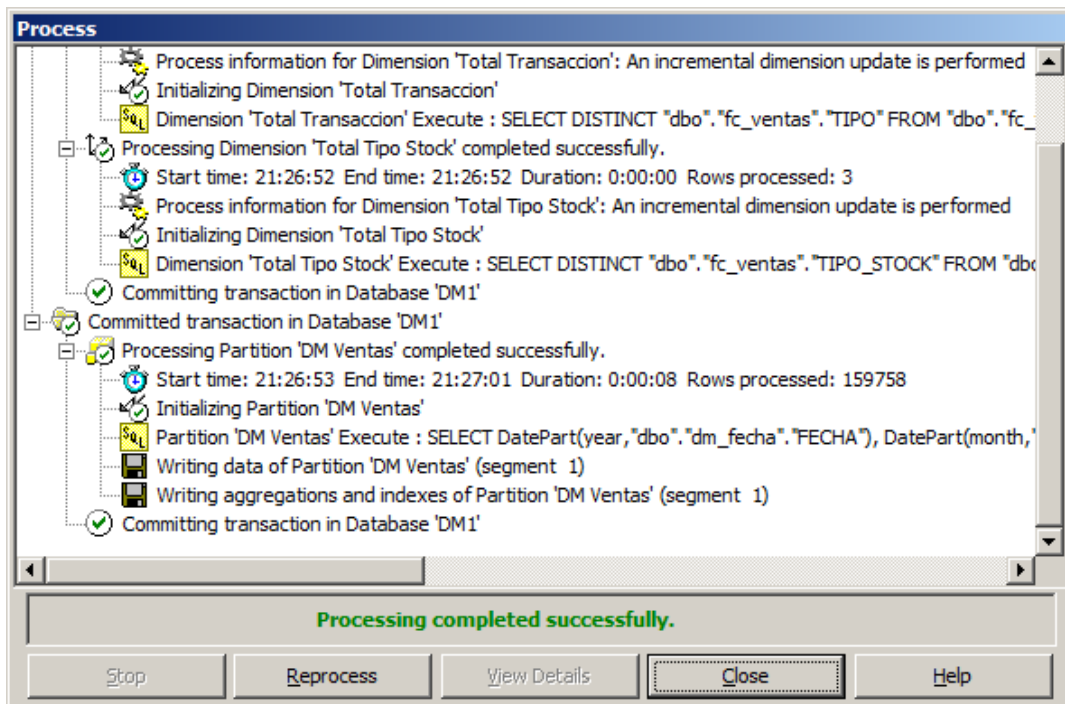 Process
Process information for Dimension 'Total Transaccion': An incremental dimension update is performed
Initializing Dimension 'Total Transaccion'
SQL Dimension 'Total Transaccion' Execute : SELECT DISTINCT "dbo"."fc_ventas"."TIPO" FROM "dbo"."fc_
Processing Dimension 'Total Tipo Stock' completed successfully.
Start time: 21:26:52 End time: 21:26:52 Duration: 0:00:00 Rows processed: 3
Process information for Dimension 'Total Tipo Stock': An incremental dimension update is performed
Initializing Dimension 'Total Tipo Stock'
SQL Dimension 'Total Tipo Stock' Execute : SELECT DISTINCT "dbo"."fc_ventas"."TIPO_STOCK" FROM "dbo
Committing transaction in Database 'DM1'
Committed transaction in Database 'DM1'
Processing Partition 'DM Ventas' completed successfully.
Start time: 21:26:53 End time: 21:27:01 Duration: 0:00:08 Rows processed: 159758
Initializing Partition 'DM Ventas'
SQL Partition 'DM Ventas' Execute : SELECT DatePart(year,"dbo"."dm_fecha"."FECHA"), DatePart(month,"
Writing data of Partition 'DM Ventas' (segment 1)
Writing aggregations and indexes of Partition 'DM Ventas' (segment 1)
Committing transaction in Database 'DM1'
Processing completed successfully.
Stop Reprocess View Details Close Help